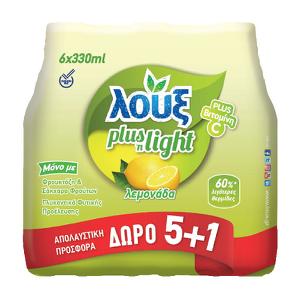 6x330ml
λουξ
plus 'n light
PLUS
Βιταμίνη
C
λεμονάδα
Μόνο με
Φρουκτόζη &
Σάκχαρα Φρούτων
Γλυκαντικά Φυτικής
Προέλευσης
60%*
λιγότερες
θερμίδες
ΑΠΟΛΑΥΣΤΙΚΗ
ΠΡΟΣΦΟΡΑ
ΔΩΡΟ 5+1